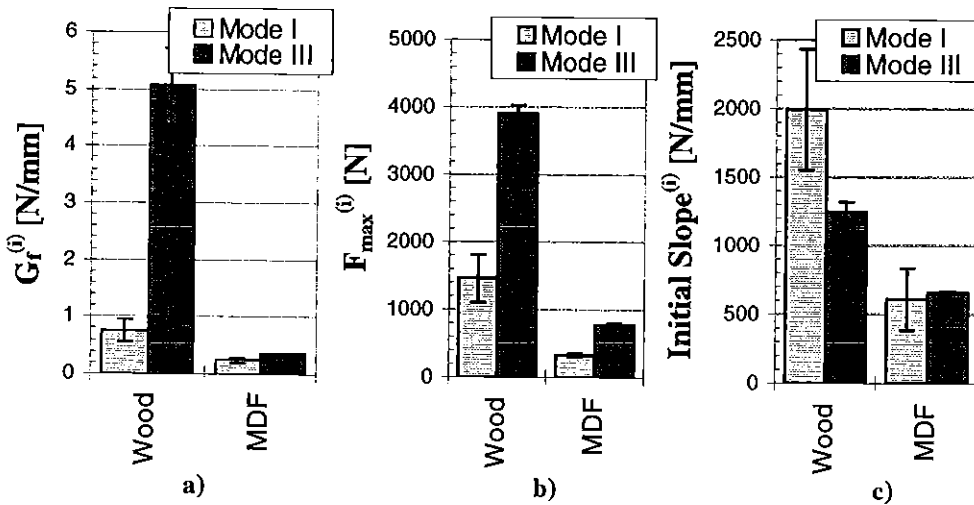 Mode I
Mode III
6
5
4
3
2
1
0
G_f^(i) [N/mm]
Wood
MDF
a)
Mode I
Mode III
5000
4000
3000
2000
1000
0
F_max^(i) [N]
Wood
MDF
b)
Mode I
Mode III
2500
2000
1500
1000
500
0
Initial Slope^(i) [N/mm]
Wood
MDF
c)